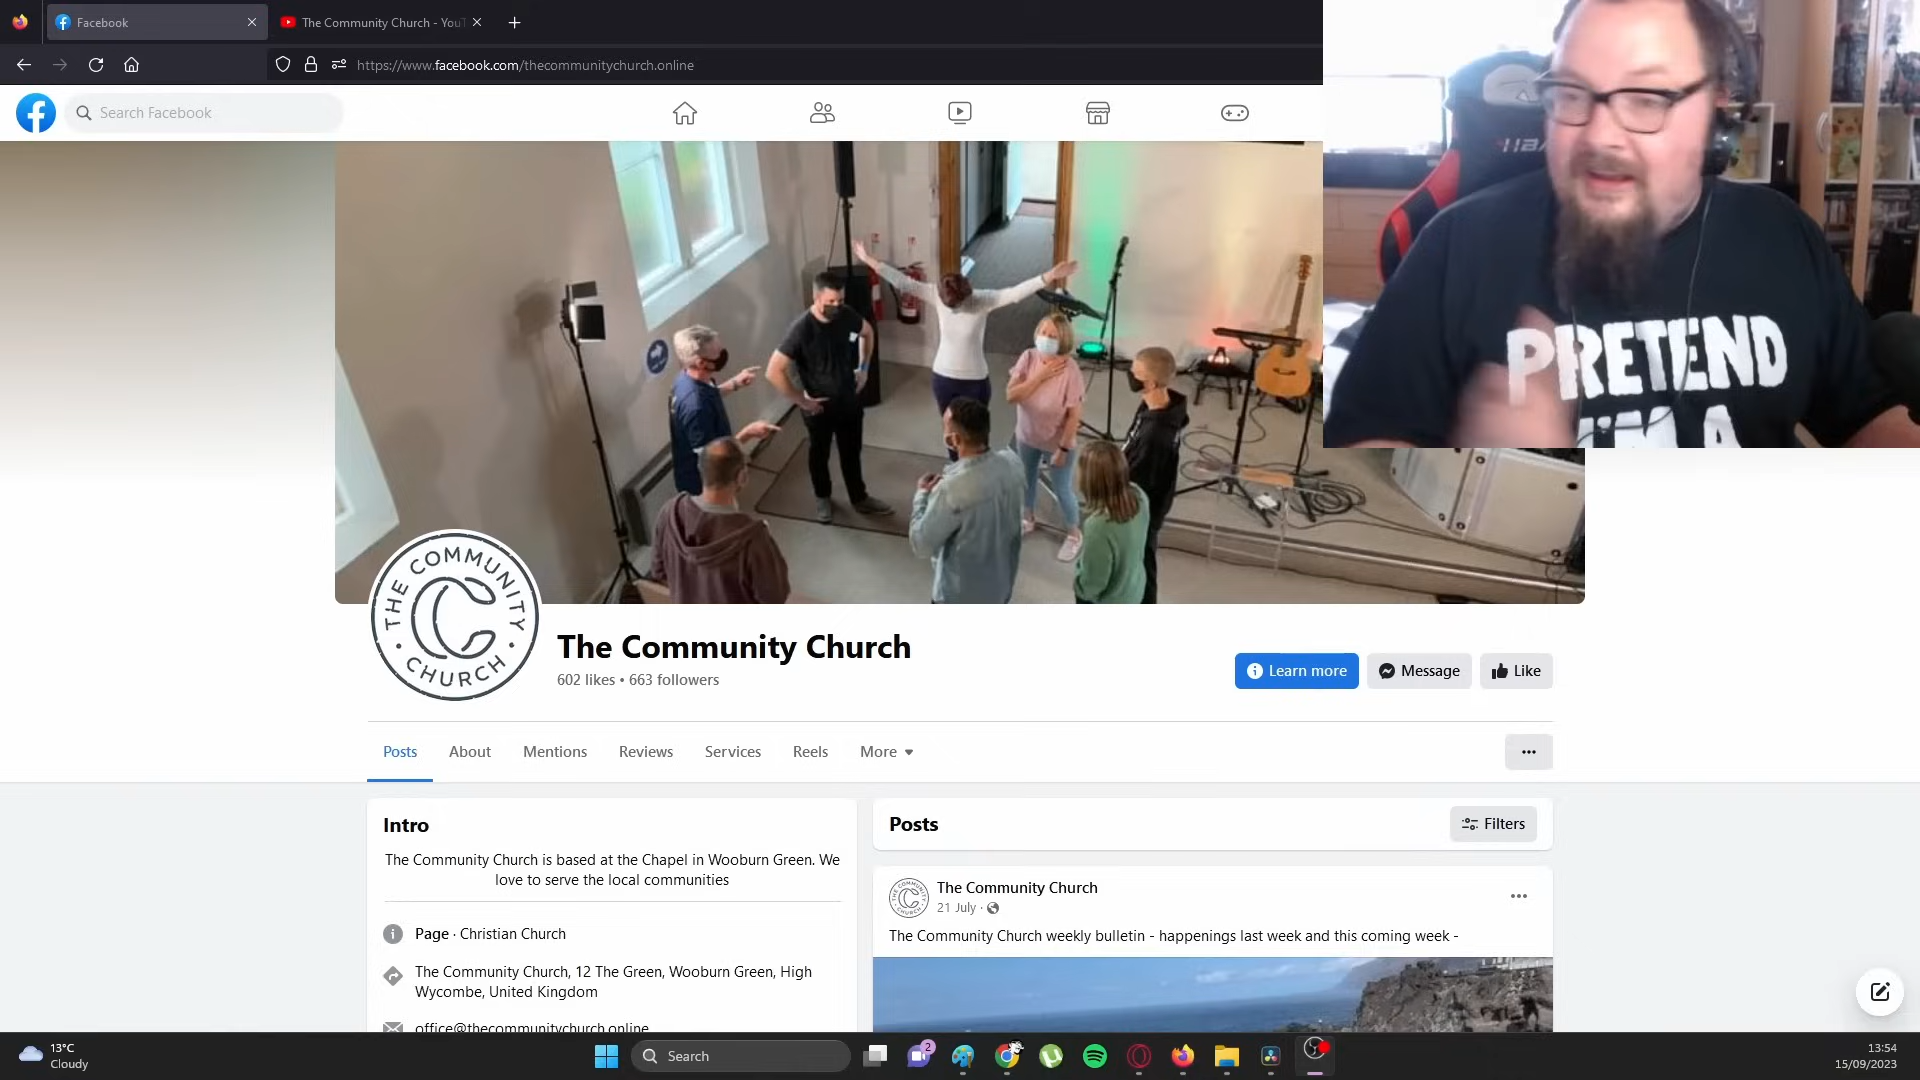 Facebook
The Community Church - YouT
https://www.facebook.com/thecommunitychurch.online
Search Facebook
PRETEND
I'M A
THE COMMUNITY
CHURCH
The Community Church
602 likes • 663 followers
Learn more
Message
Like
Posts
About
Mentions
Reviews
Services
Reels
More
Intro
The Community Church is based at the Chapel in Wooburn Green. We
love to serve the local communities
Page · Christian Church
The Community Church, 12 The Green, Wooburn Green, High
Wycombe, United Kingdom
office@thecommunitychurch.online
Posts
Filters
The Community Church
21 July ·
The Community Church weekly bulletin - happenings last week and this coming week -
13°C
Cloudy
Search
2
13:54
15/09/2023